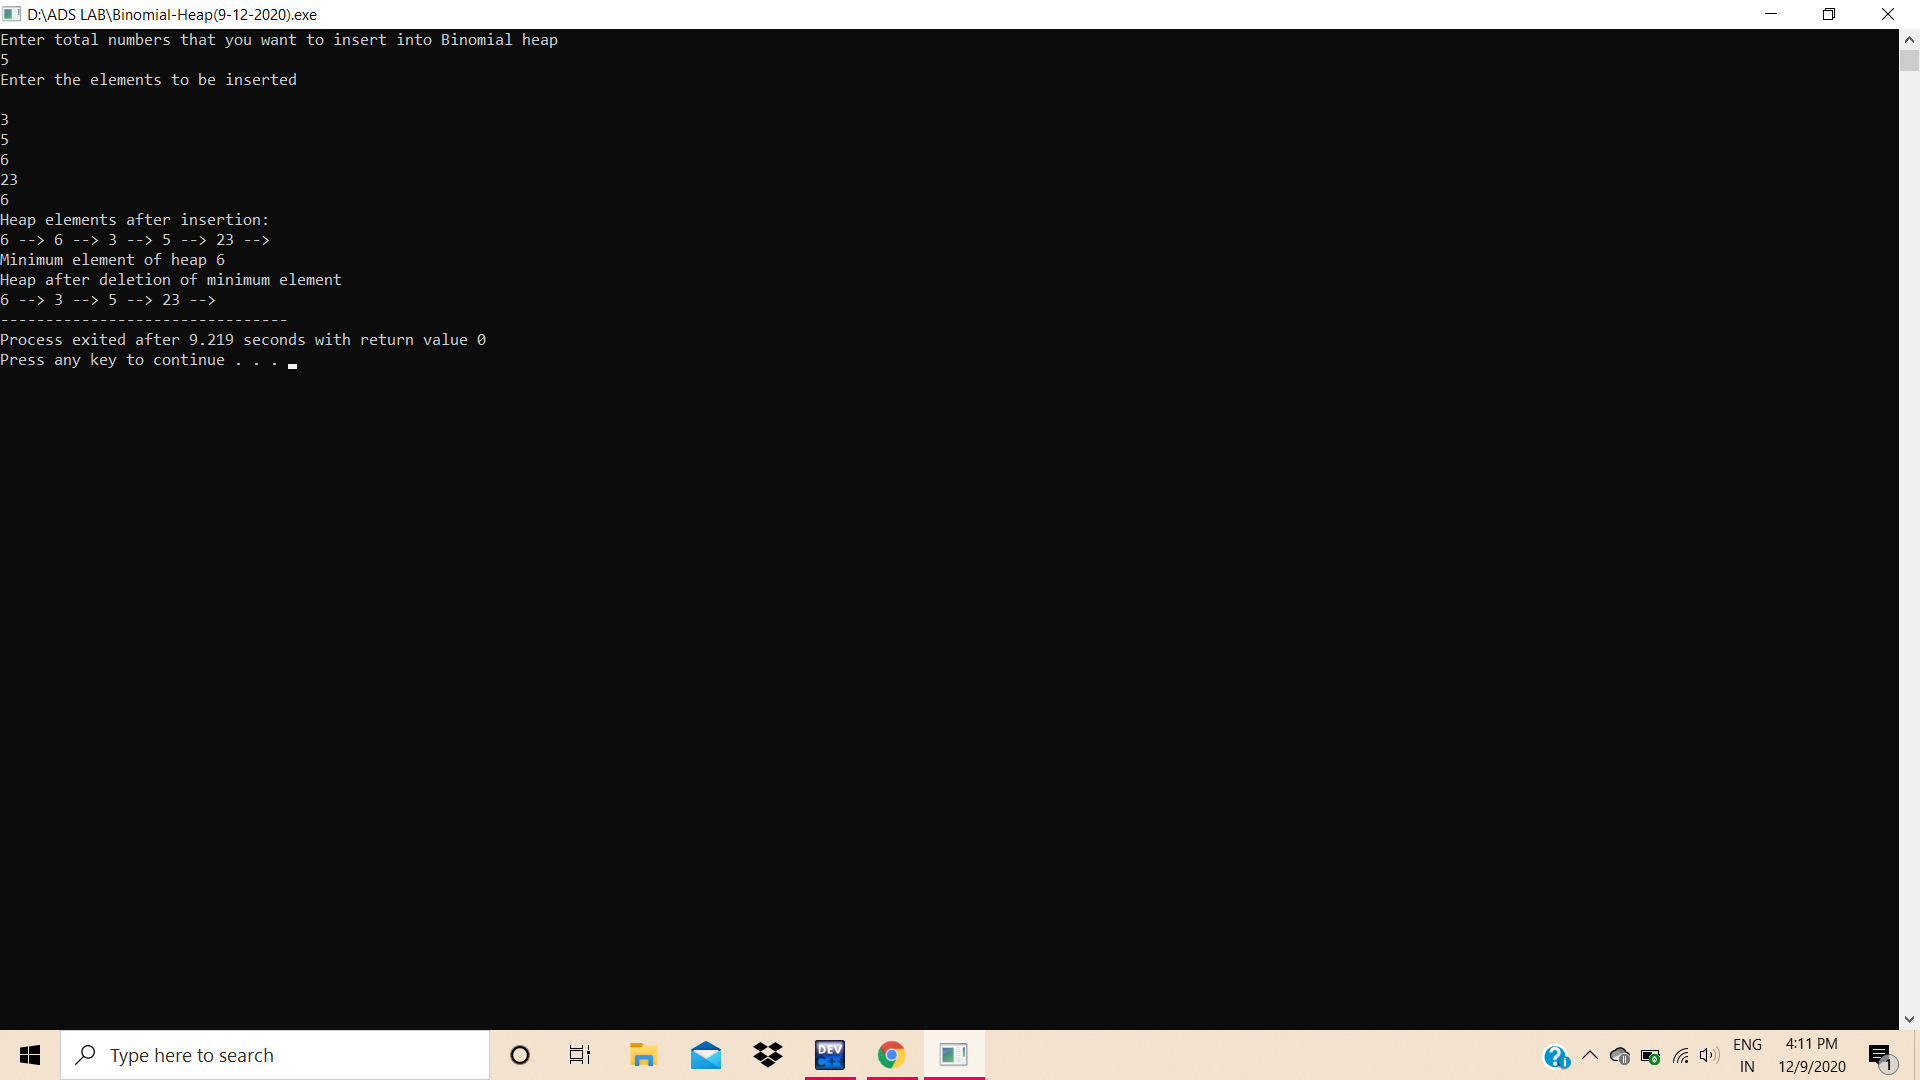 D:\ADS LAB\Binomial-Heap(9-12-2020).exe
Enter total numbers that you want to insert into Binomial heap
5
Enter the elements to be inserted
3
5
6
23
6
Heap elements after insertion:
6 --> 6 --> 3 --> 5 --> 23 -->
Minimum element of heap 6
Heap after deletion of minimum element
6 --> 3 --> 5 --> 23 -->
--------------------------------
Process exited after 9.219 seconds with return value 0
Press any key to continue . . .
Type here to search
DEV
C++
ENG
IN
4:11 PM
12/9/2020
1